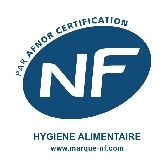 PAR AFNOR CERTIFICATION
NF
HYGIENE ALIMENTAIRE
www.marque-nf.com